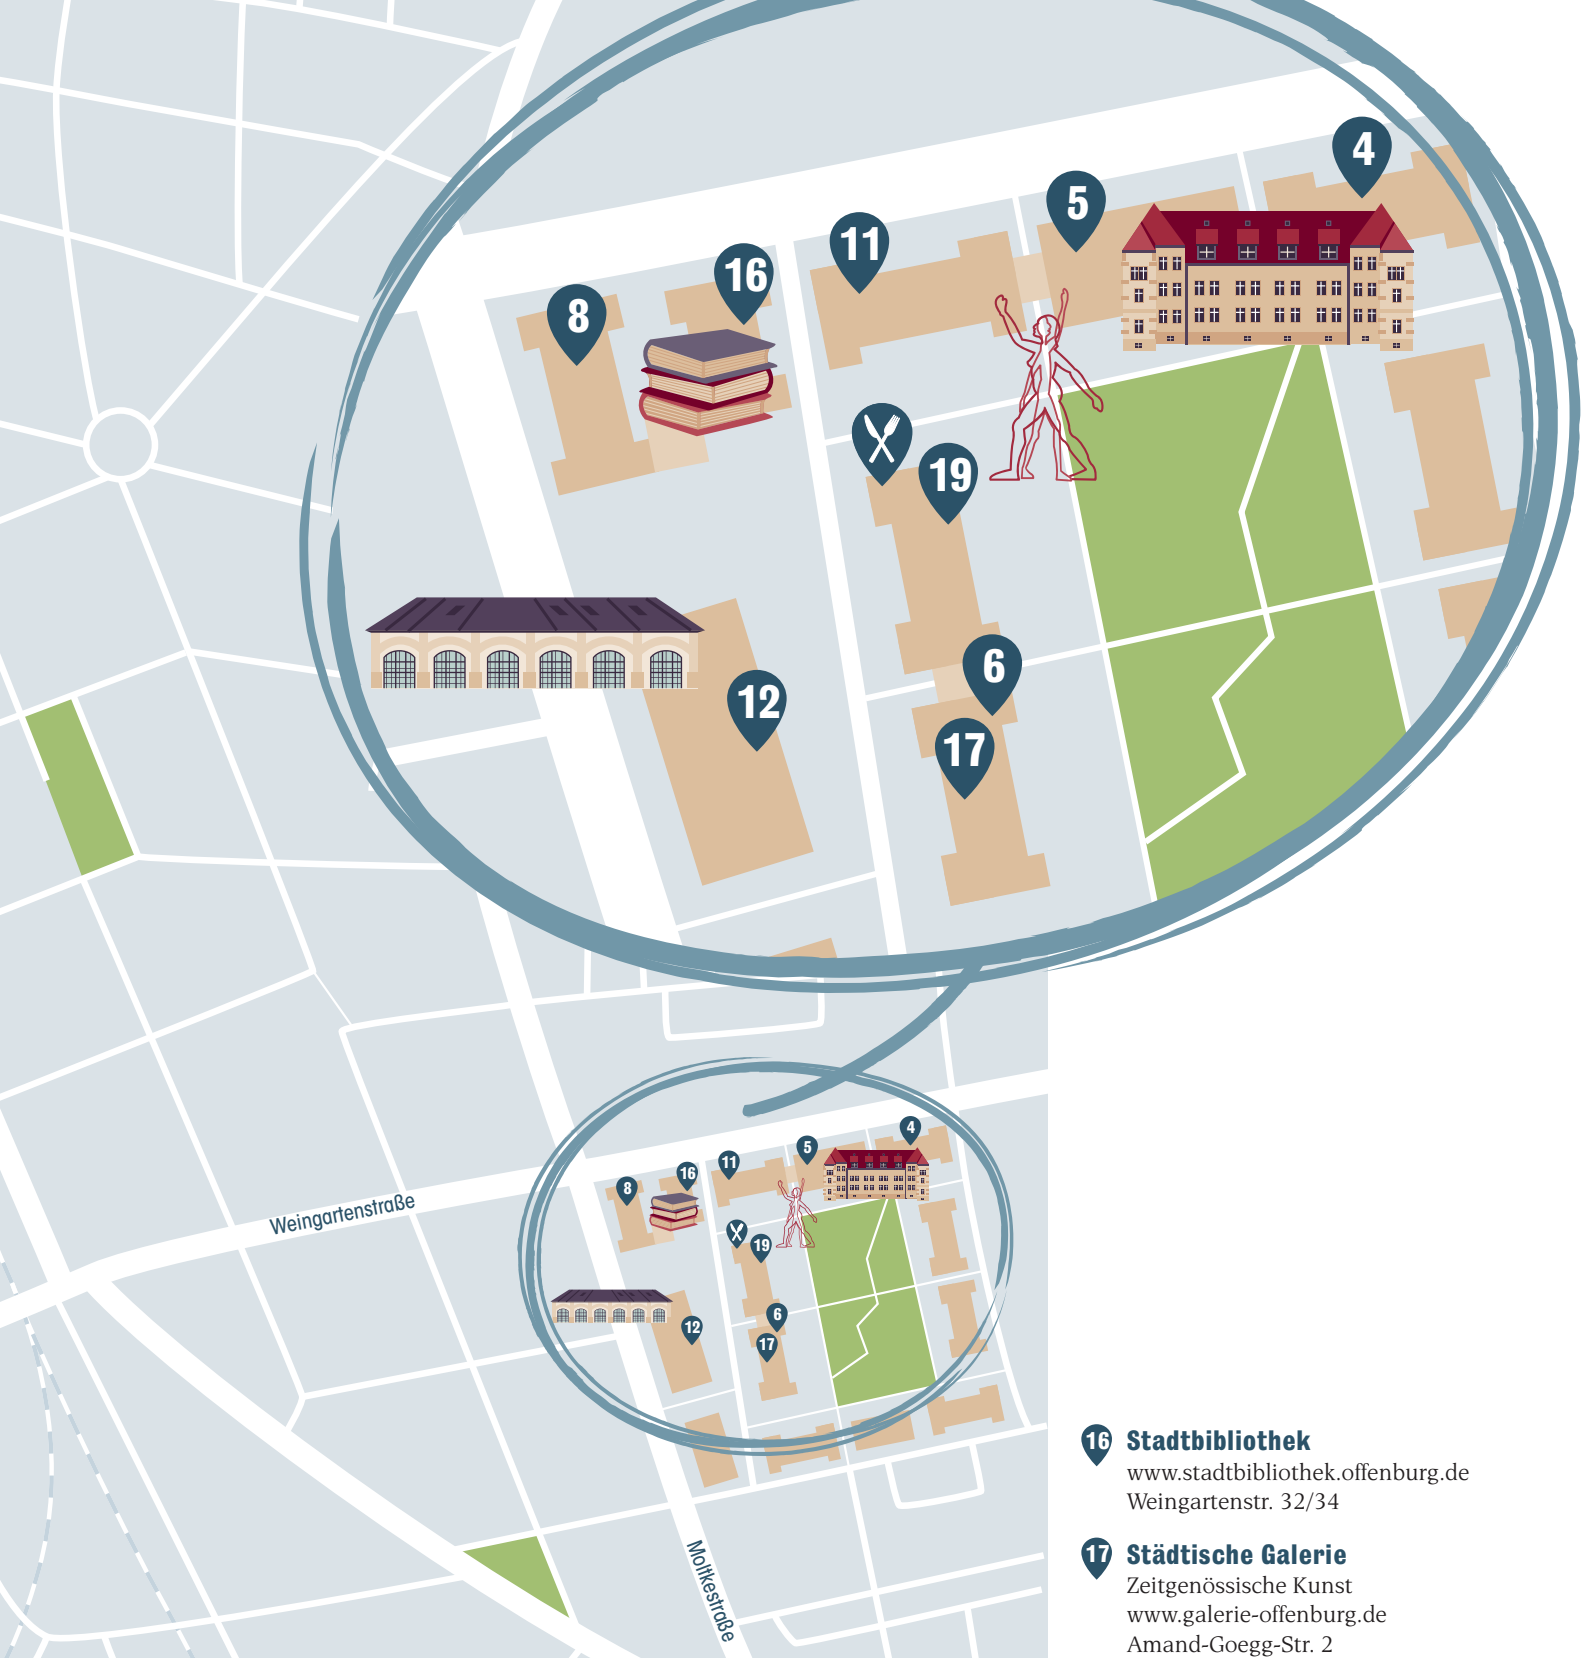 4
5
11
16
8
19
6
12
17
4
5
11
16
8
Weingartenstraße
19
6
12
17
16 Stadtbibliothek
www.stadtbibliothek.offenburg.de
Weingartenstr. 32/34
17 Städtische Galerie
Zeitgenössische Kunst
www.galerie-offenburg.de
Amand-Goegg-Str. 2
Moltkestraße